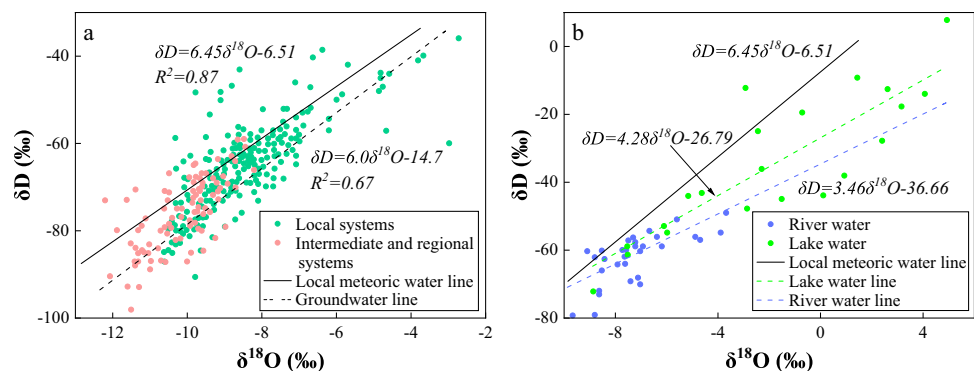 a
δD=6.45δ¹⁸O-6.51
R²=0.87
δD=6.0δ¹⁸O-14.7
R²=0.67
Local systems
Intermediate and regional
systems
Local meteoric water line
Groundwater line
-40
-60
-80
-100
δD (‰)
-12
-10
-8
-6
-4
-2
δ¹⁸O (‰)
b
δD=6.45δ¹⁸O-6.51
δD=4.28δ¹⁸O-26.79
δD=3.46δ¹⁸O-36.66
River water
Lake water
Local meteoric water line
Lake water line
River water line
0
-20
-40
-60
-80
δD (‰)
-8
-4
0
4
δ¹⁸O (‰)